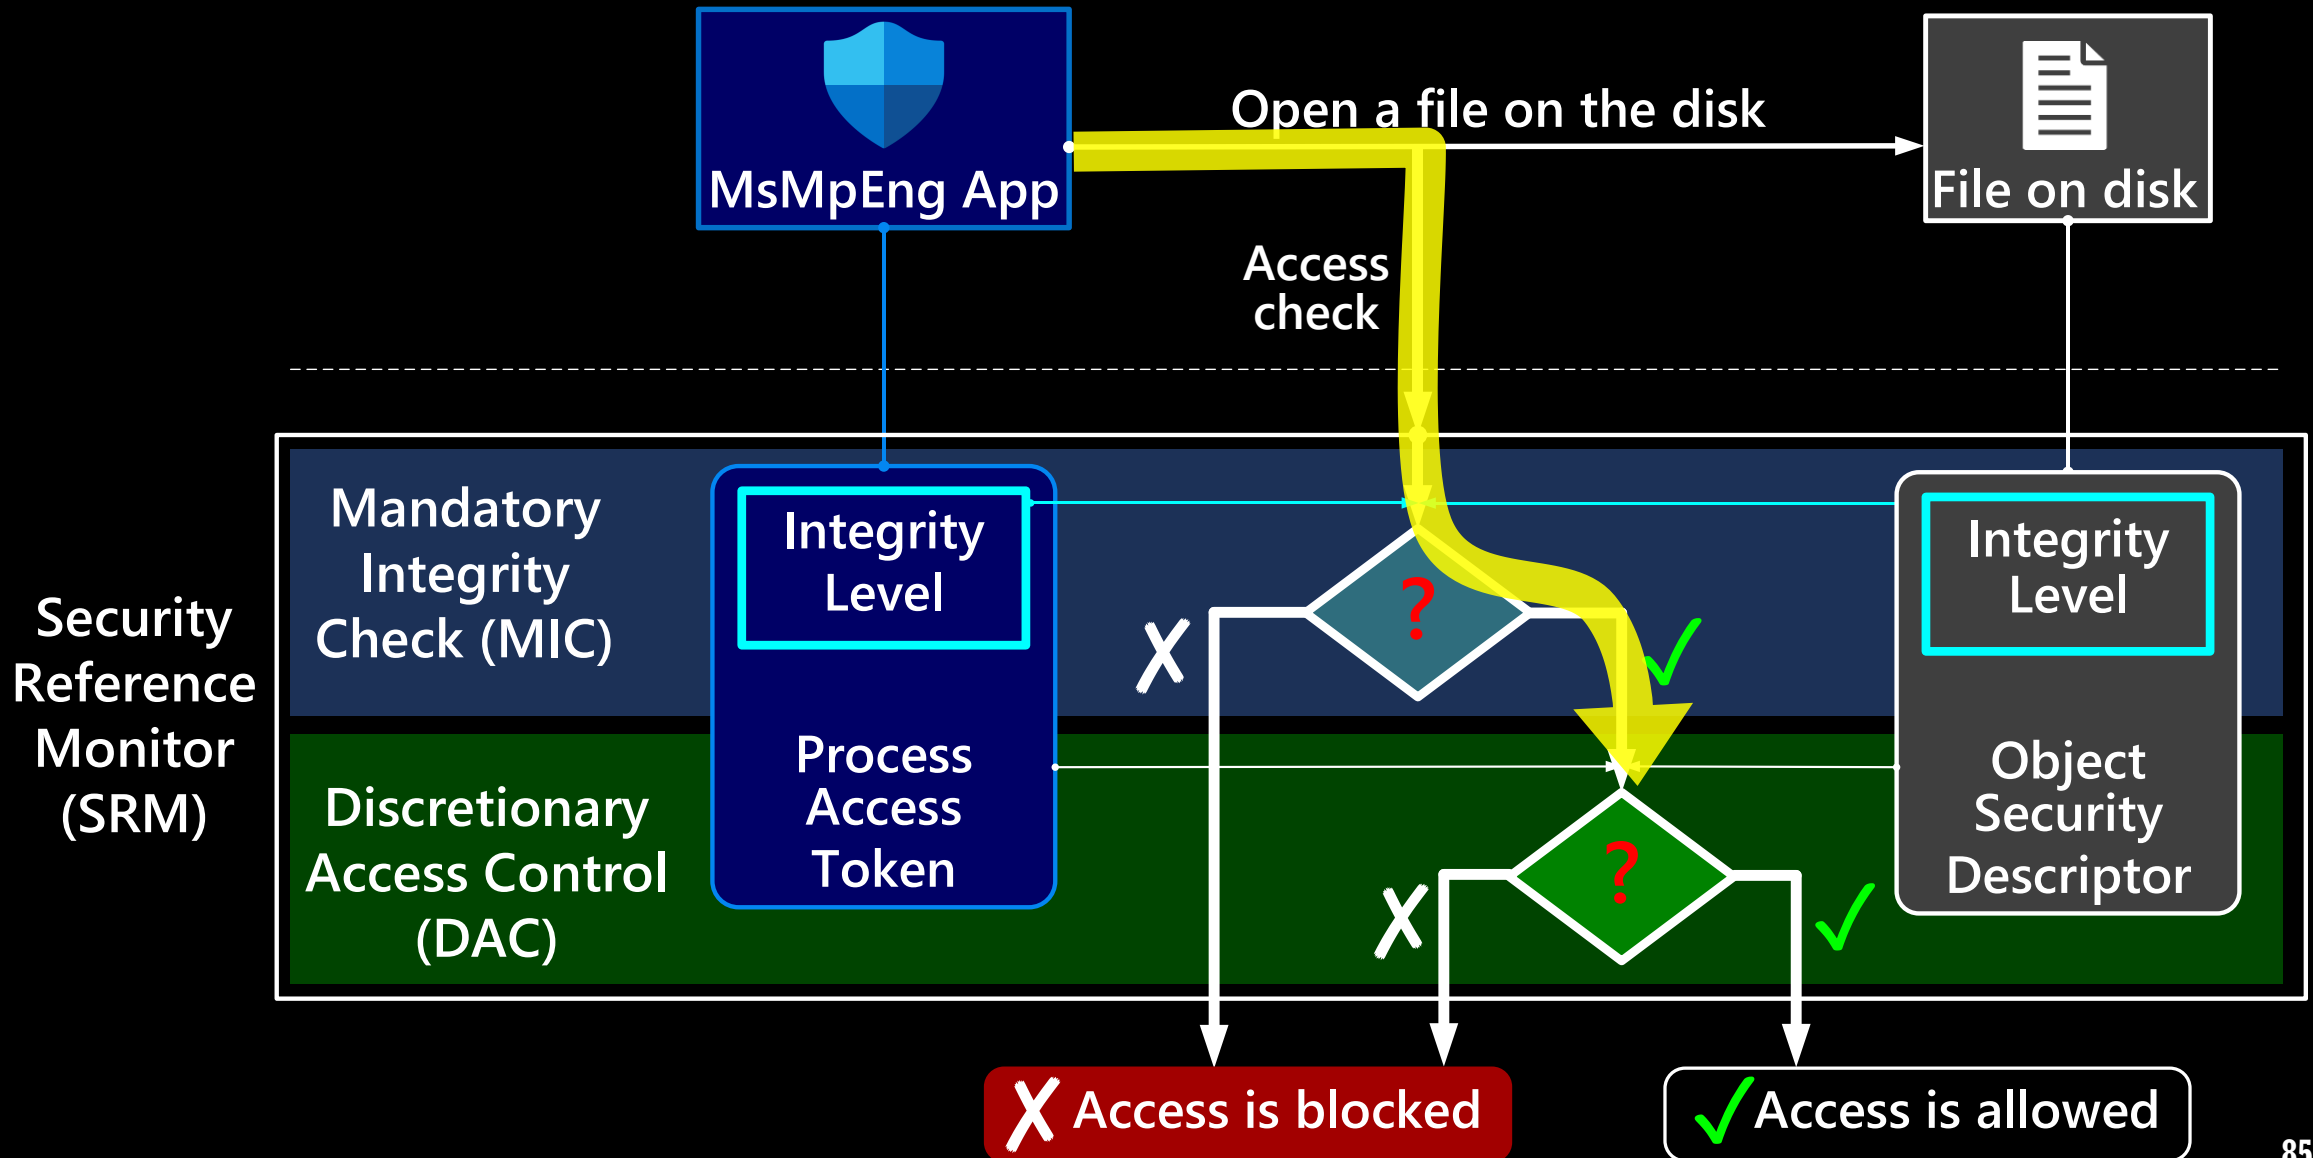 Open a file on the disk
MsMpEng App
File on disk
Access
check
Security
Reference
Monitor
(SRM)
Mandatory
Integrity
Check (MIC)
Integrity
Level
?
Integrity
Level
Discretionary
Access Control
(DAC)
Process
Access
Token
?
Object
Security
Descriptor
Access is blocked
Access is allowed
85